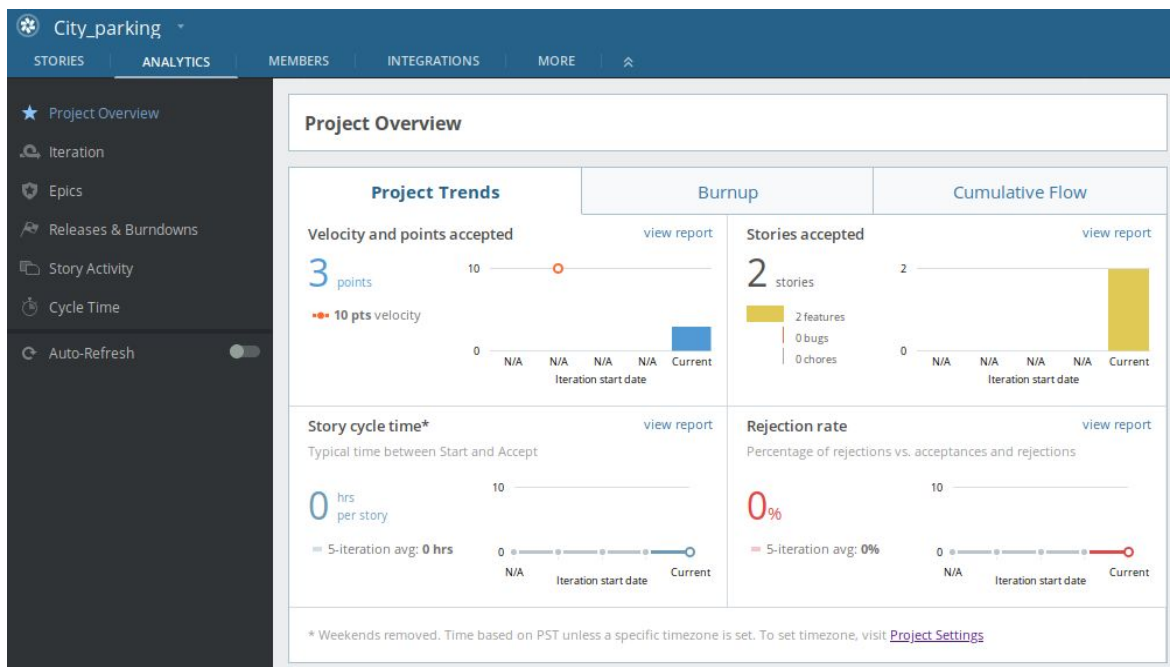 City_parking
STORIES ANALYTICS MEMBERS INTEGRATIONS MORE
Project Overview
Iteration
Epics
Releases & Burndowns
Story Activity
Cycle Time
Auto-Refresh
Project Overview
Project Trends Burnup Cumulative Flow
Velocity and points accepted view report
3 points
10 pts velocity
10
0
N/A N/A N/A N/A Current
Iteration start date
Stories accepted view report
2 stories
2 features
0 bugs
0 chores
2
0
N/A N/A N/A N/A Current
Iteration start date
Story cycle time* view report
Typical time between Start and Accept
0 hrs per story
5-iteration avg: 0 hrs
10
0
N/A Iteration start date Current
Rejection rate view report
Percentage of rejections vs. acceptances and rejections
0%
5-iteration avg: 0%
10
0
N/A Iteration start date Current
* Weekends removed. Time based on PST unless a specific timezone is set. To set timezone, visit Project Settings